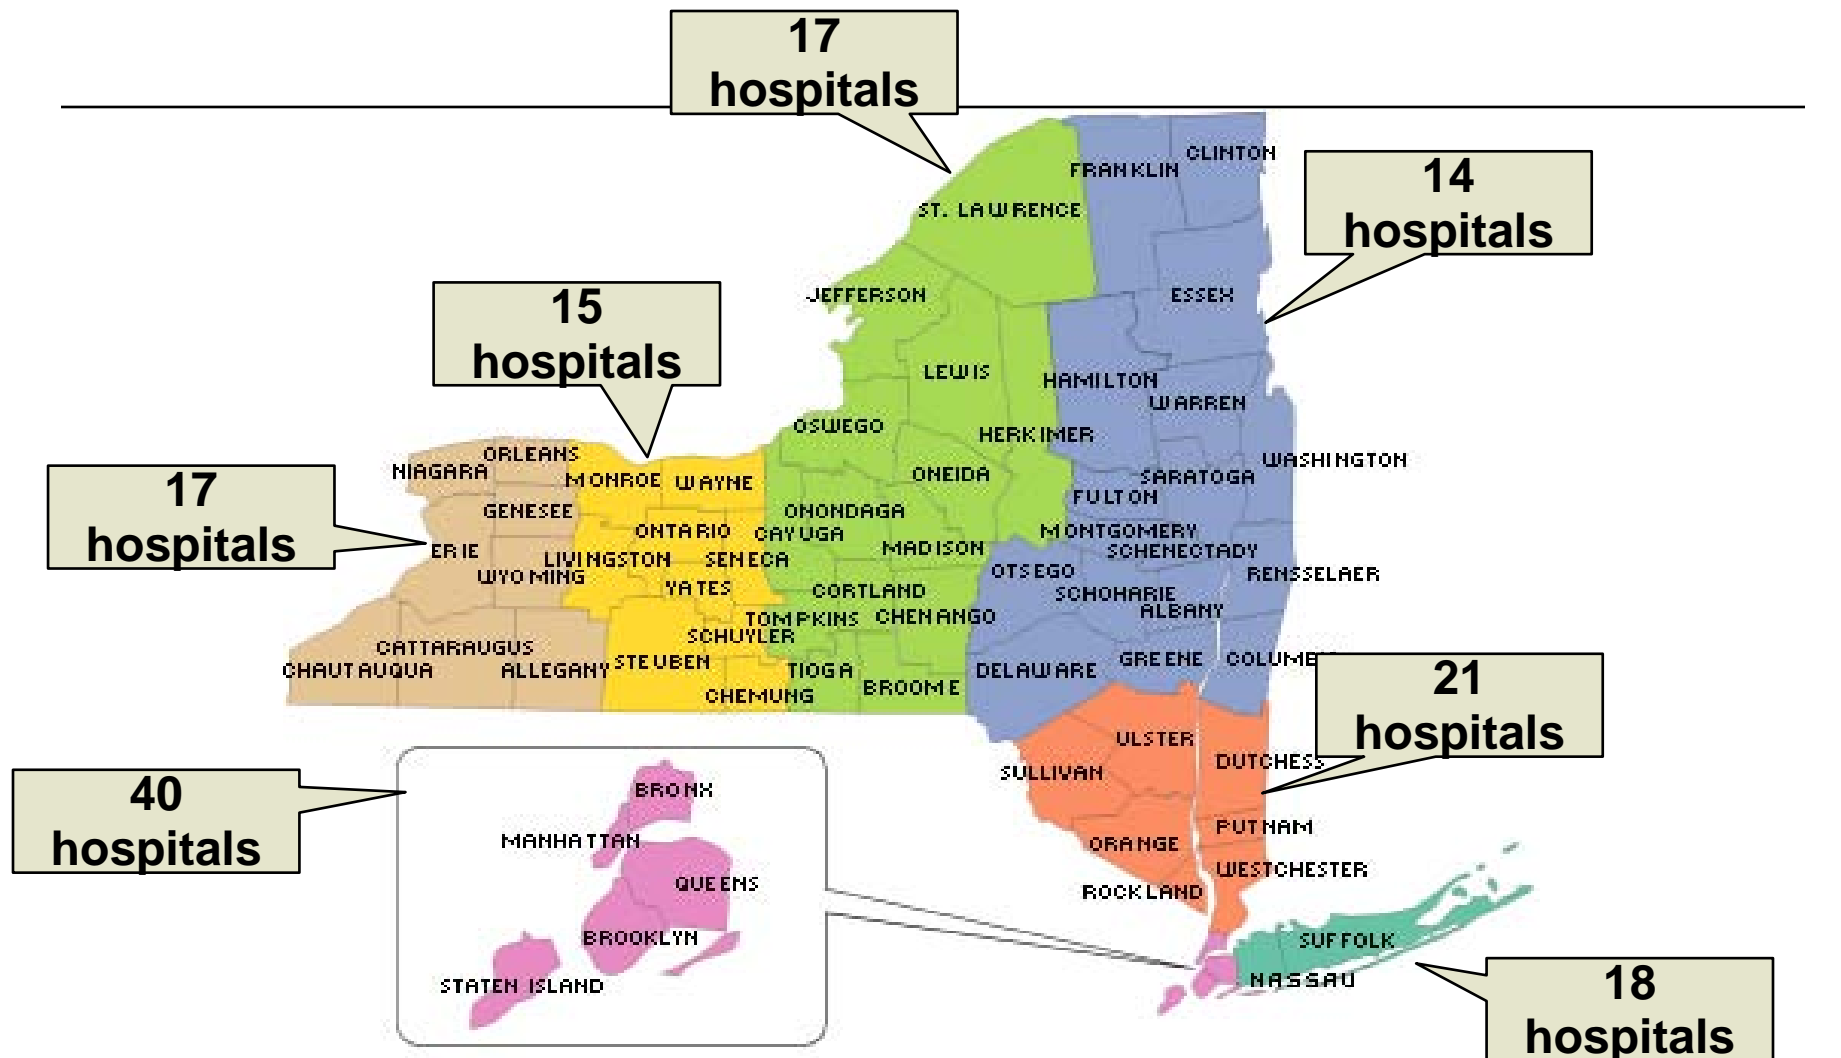 17
hospitals
14
hospitals
15
hospitals
17
hospitals
40
hospitals
21
hospitals
18
hospitals
CLINTON
FRANKLIN
ST. LAWRENCE
JEFFERSON
ESSEX
LEWIS
HAMILTON
WARREN
OSWEGO
HERKIMER
ORLEANS
NIAGARA
MONROE
WAYNE
ONEIDA
SARATOGA
WASHINGTON
FULTON
GENESEE
ONONDAGA
ONTARIO
CAYUGA
MONTGOMERY
ERIE
LIVINGSTON
SENECA
MADISON
SCHENECTADY
WYOMING
YATES
OTSEGO
RENSSELAER
CORTLAND
SCHOHARIE
ALBANY
TOMPKINS
CHENANGO
SCHUYLER
CATTARAUGUS
CHAUTAUQUA
ALLEGANY
STEUBEN
TIOGA
DELAWARE
GREENE
COLUMB
CHEMUNG
BROOME
ULSTER
SULLIVAN
DUTCHESS
PUTNAM
ORANGE
WESTCHESTER
ROCKLAND
SUFFOLK
NASSAU
BRONX
MANHATTAN
QUEENS
BROOKLYN
STATEN ISLAND